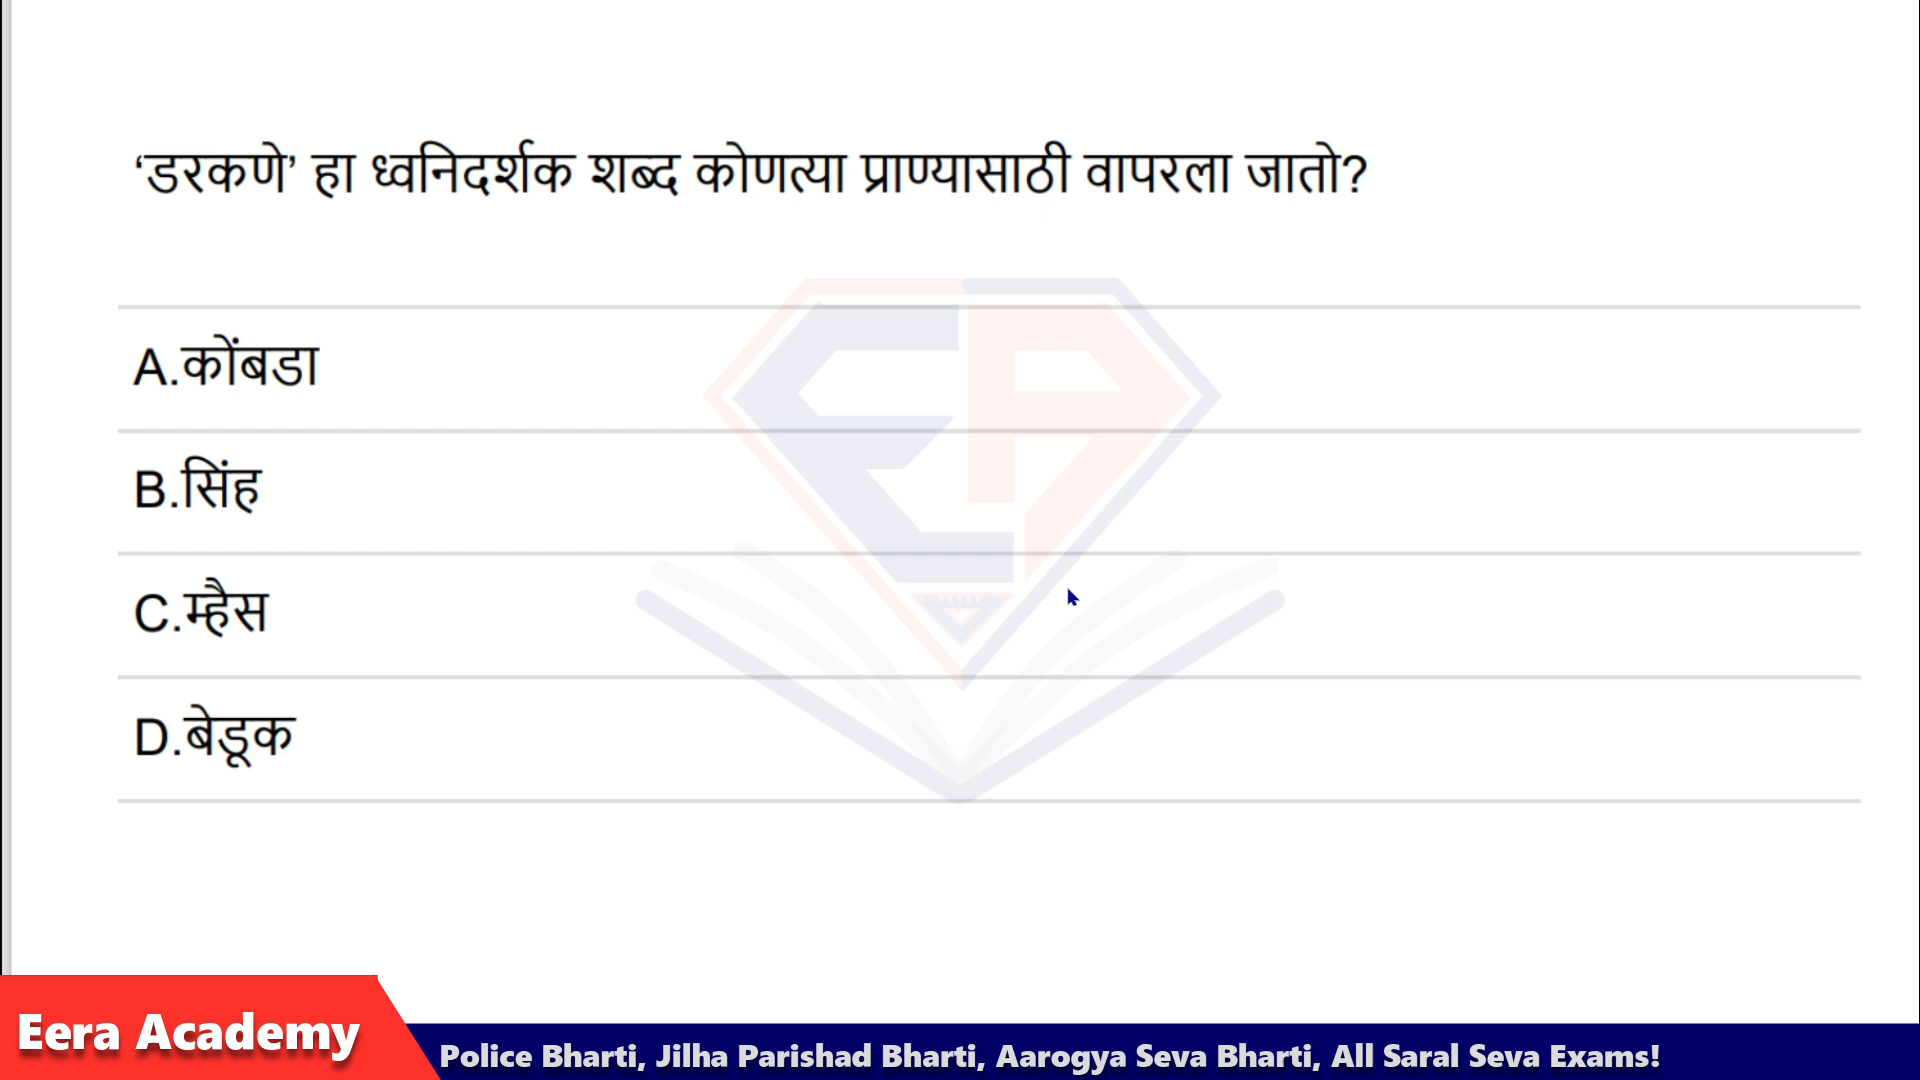 ‘डरकणे’ हा ध्वनिदर्शक शब्द कोणत्या प्राण्यासाठी वापरला जातो?
A.कोंबडा
B.सिंह
C.म्हैस
D.बेडूक
Eera Academy
Police Bharti, Jilha Parishad Bharti, Aarogya Seva Bharti, All Saral Seva Exams!